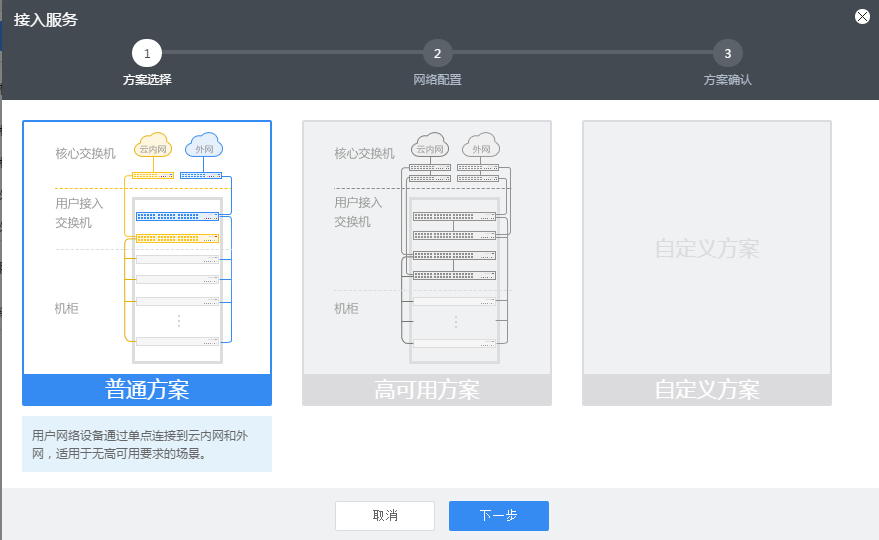 接入服务
1
2
3
方案选择
网络配置
方案确认
核心交换机
云内网
外网
用户接入
交换机
机柜
普通方案
核心交换机
云内网
外网
用户接入
交换机
机柜
高可用方案
自定义方案
自定义方案
用户网络设备通过单点连接到云内网和外
网，适用于无高可用要求的场景。
取消
下一步